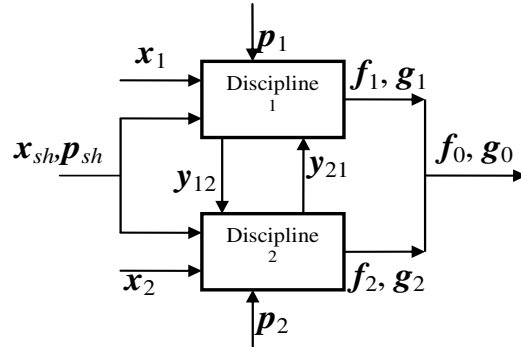 p1
x1
Discipline
1
f1, g1
xsh,psh
y12
y21
f0, g0
Discipline
2
x2
f2, g2
p2